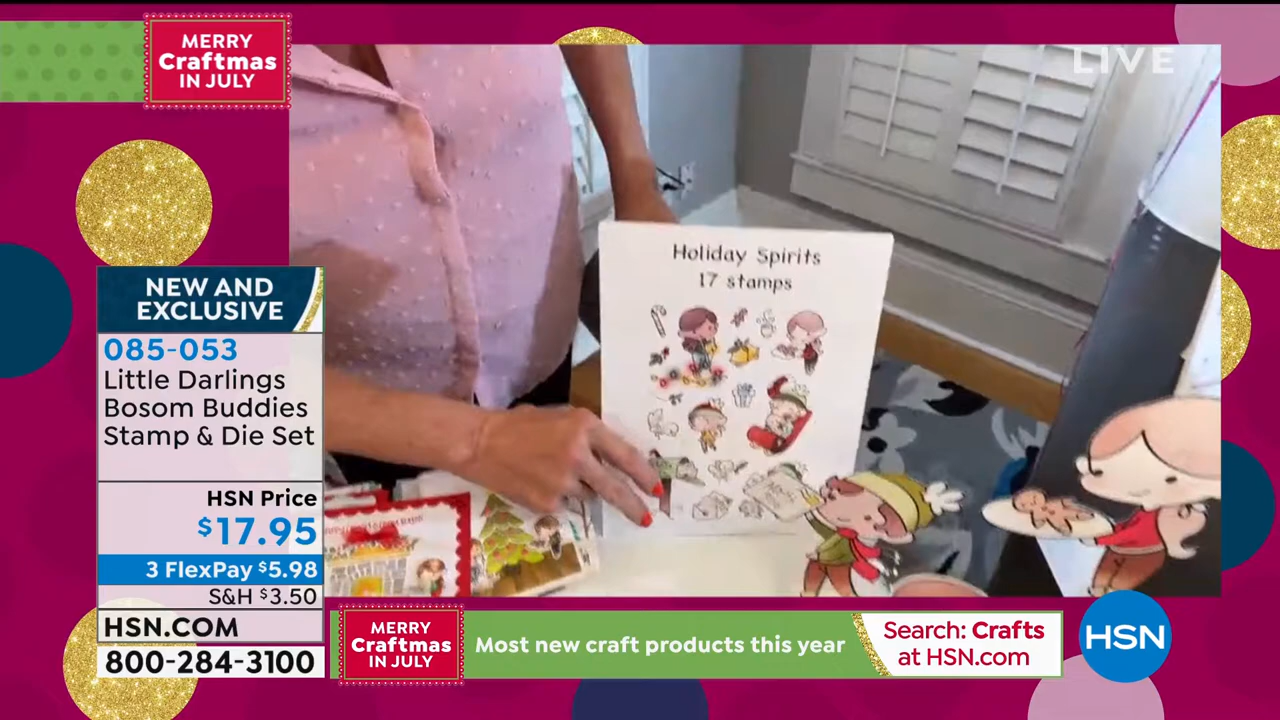 MERRY
Craftmas
IN JULY
LIVE
Holiday Spirits
17 stamps
NEW AND
EXCLUSIVE
085-053
Little Darlings
Bosom Buddies
Stamp & Die Set
HSN Price
$17.95
3 FlexPay $5.98
S&H $3.50
HSN.COM
800-284-3100
MERRY
Craftmas
IN JULY
Most new craft products this year
Search: Crafts
at HSN.com
HSN